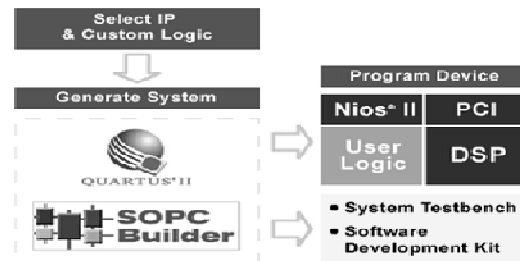 Select IP
& Custom Logic
Generate System
QUARTUS® II
SOPC
Builder
Program Device
Nios® II
PCI
User
Logic
DSP
• System Testbench
• Software
Development Kit